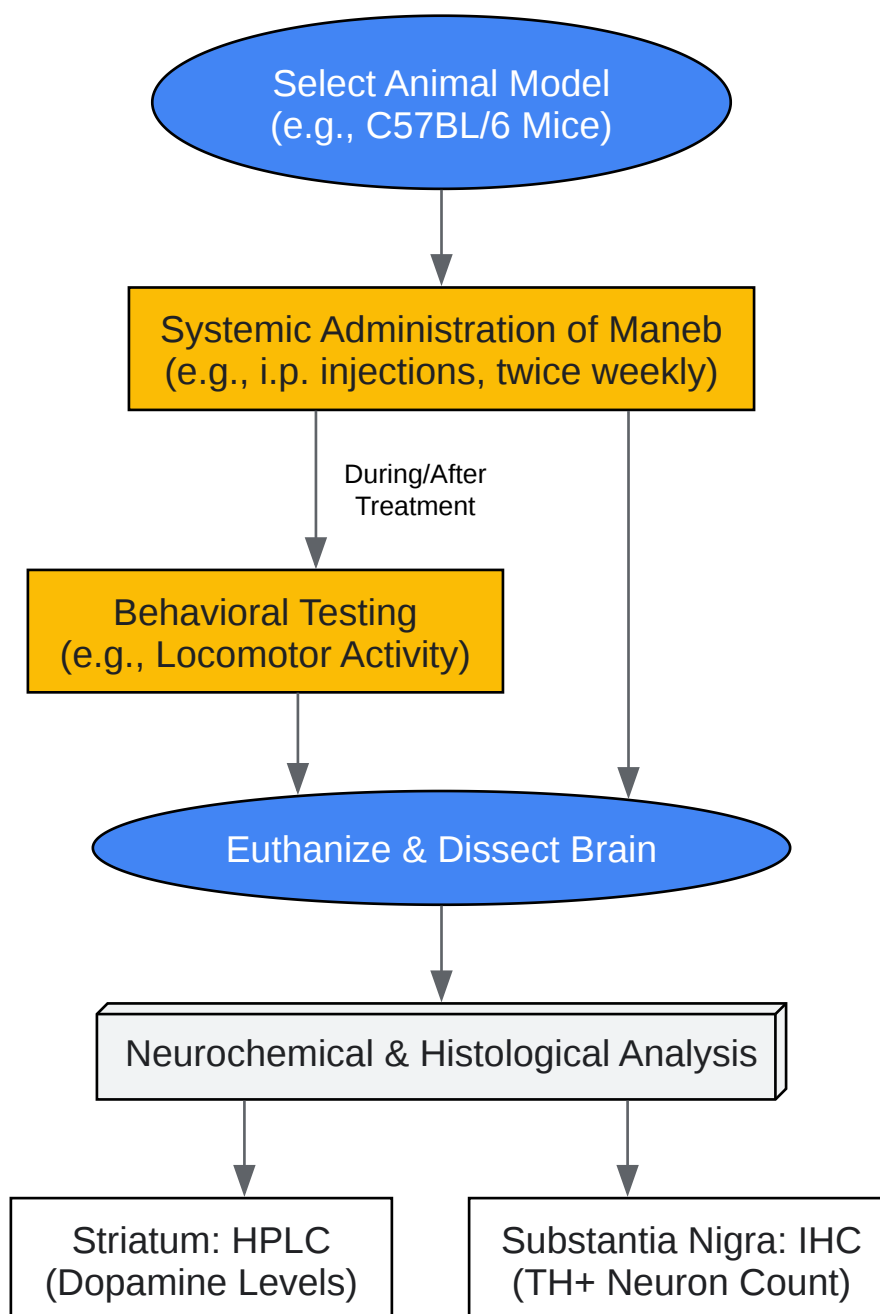 Select Animal Model
(e.g., C57BL/6 Mice)
Systemic Administration of Maneb
(e.g., i.p. injections, twice weekly)
During/After
Treatment
Behavioral Testing
(e.g., Locomotor Activity)
Euthanize & Dissect Brain
Neurochemical & Histological Analysis
Striatum: HPLC
(Dopamine Levels)
Substantia Nigra: IHC
(TH+ Neuron Count)